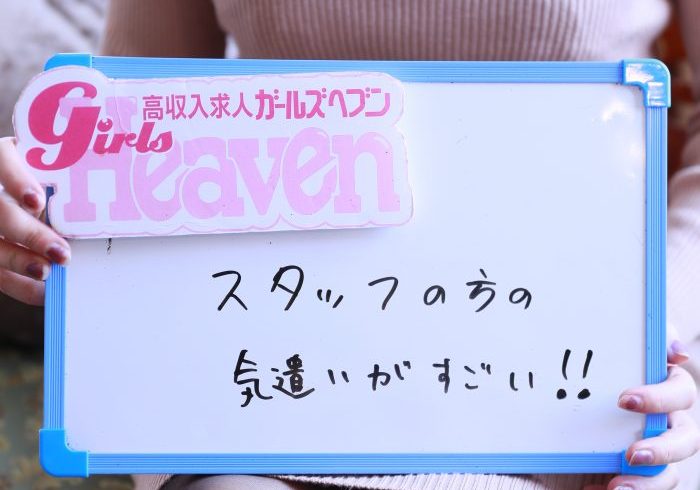 高収入求人ガールズヘブン
Girls
Heaven
スタッフの方の
気遣いがすごい!!